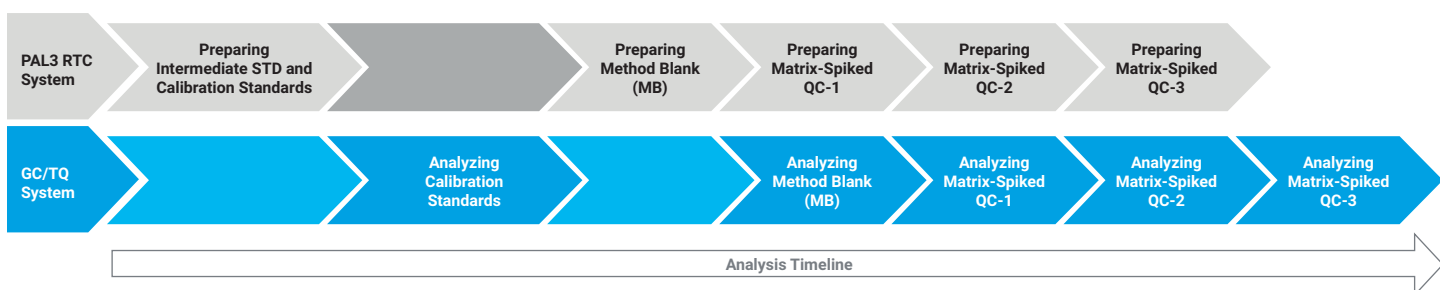 PAL3 RTC
System
Preparing
Intermediate STD and
Calibration Standards
Preparing
Method Blank
(MB)
Preparing
Matrix-Spiked
QC-1
Preparing
Matrix-Spiked
QC-2
Preparing
Matrix-Spiked
QC-3
GC/TQ
System
Analyzing
Calibration
Standards
Analyzing
Method Blank
(MB)
Analyzing
Matrix-Spiked
QC-1
Analyzing
Matrix-Spiked
QC-2
Analyzing
Matrix-Spiked
QC-3
Analysis Timeline